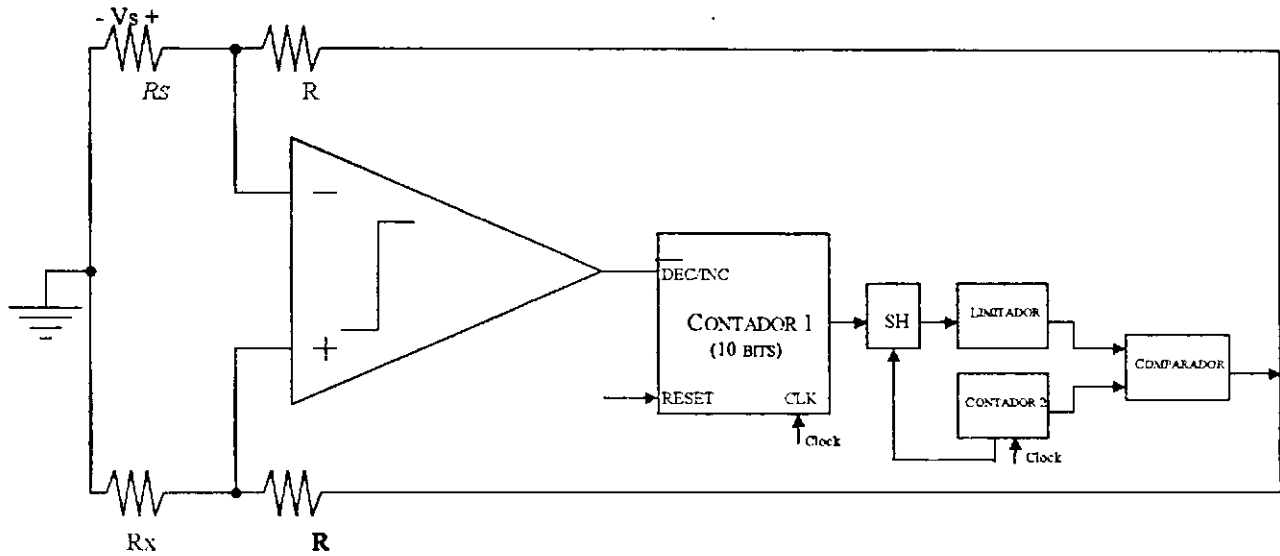 - Vs +
Rs
R
−
+
DEC/INC
CONTADOR 1
(10 BITS)
RESET
CLK
Clock
SH
LIMITADOR
CONTADOR 2
Clock
COMPARADOR
Rx
R